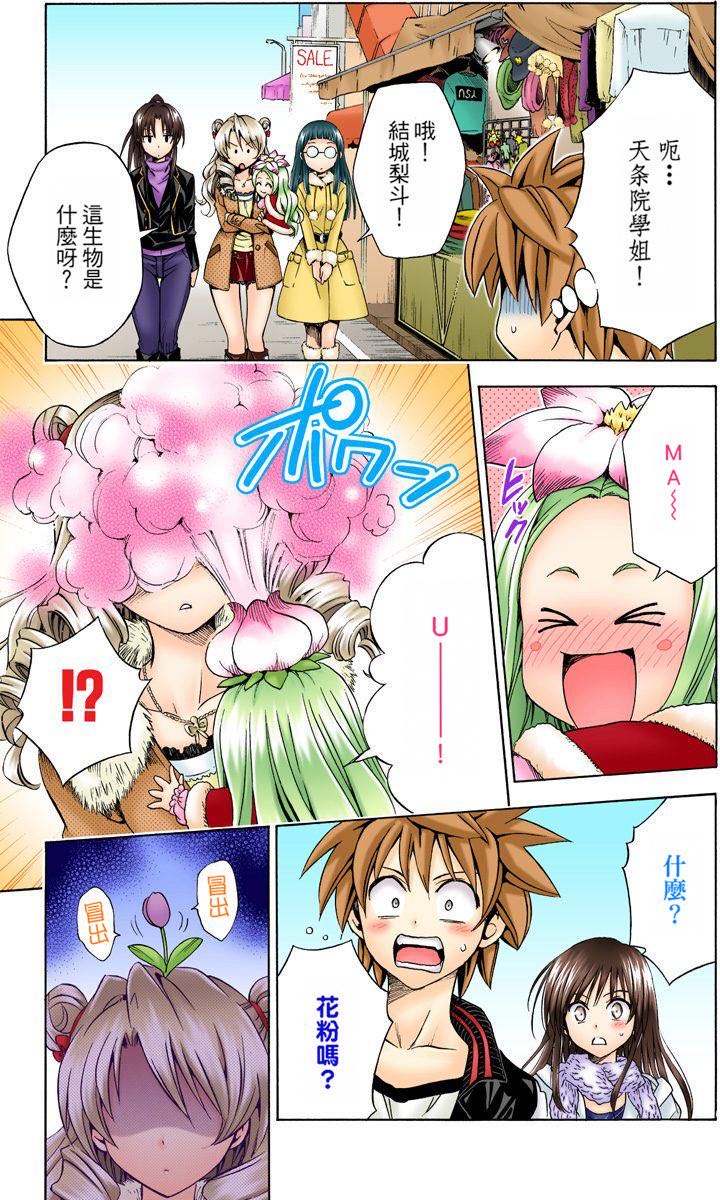 呃…
天条院學姐！
哦！
結城梨斗！
SALE
這生物是
什麼呀？
MA～～
ヒック
ポワン
U——！
!?
什麼？
花粉嗎？
冒出
冒出